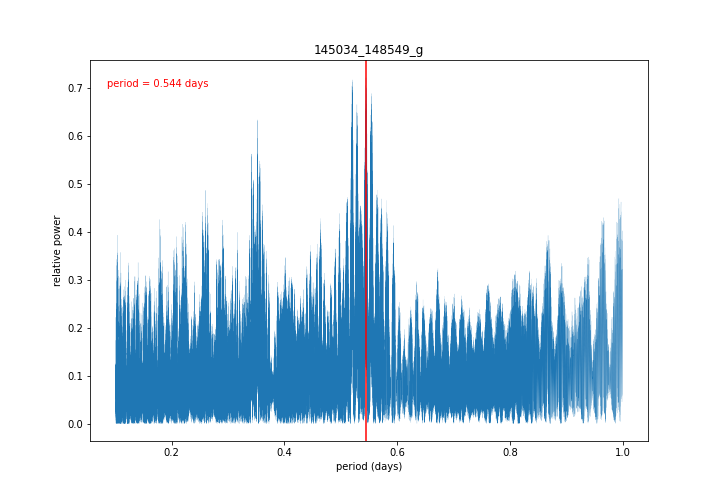 145034_148549_g
period = 0.544 days
relative power
0.7
0.6
0.5
0.4
0.3
0.2
0.1
0.0
0.2 0.4 0.6 0.8 1.0
period (days)